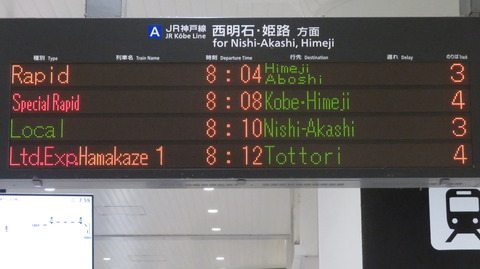 A JR神戸線 西明石・姫路 方面
JR Kōbe Line for Nishi-Akashi, Himeji
種別 Type 列車名 Train Name 時刻 Departure Time 行先 Destination 遅れ Delay のりば Track
Rapid 8:04 Himeji Aboshi 3
Special Rapid 8:08 Kobe・Himeji 4
Local 8:10 Nishi-Akashi 3
Ltd.Exp. Hamakaze 1 8:12 Tottori 4
7:59